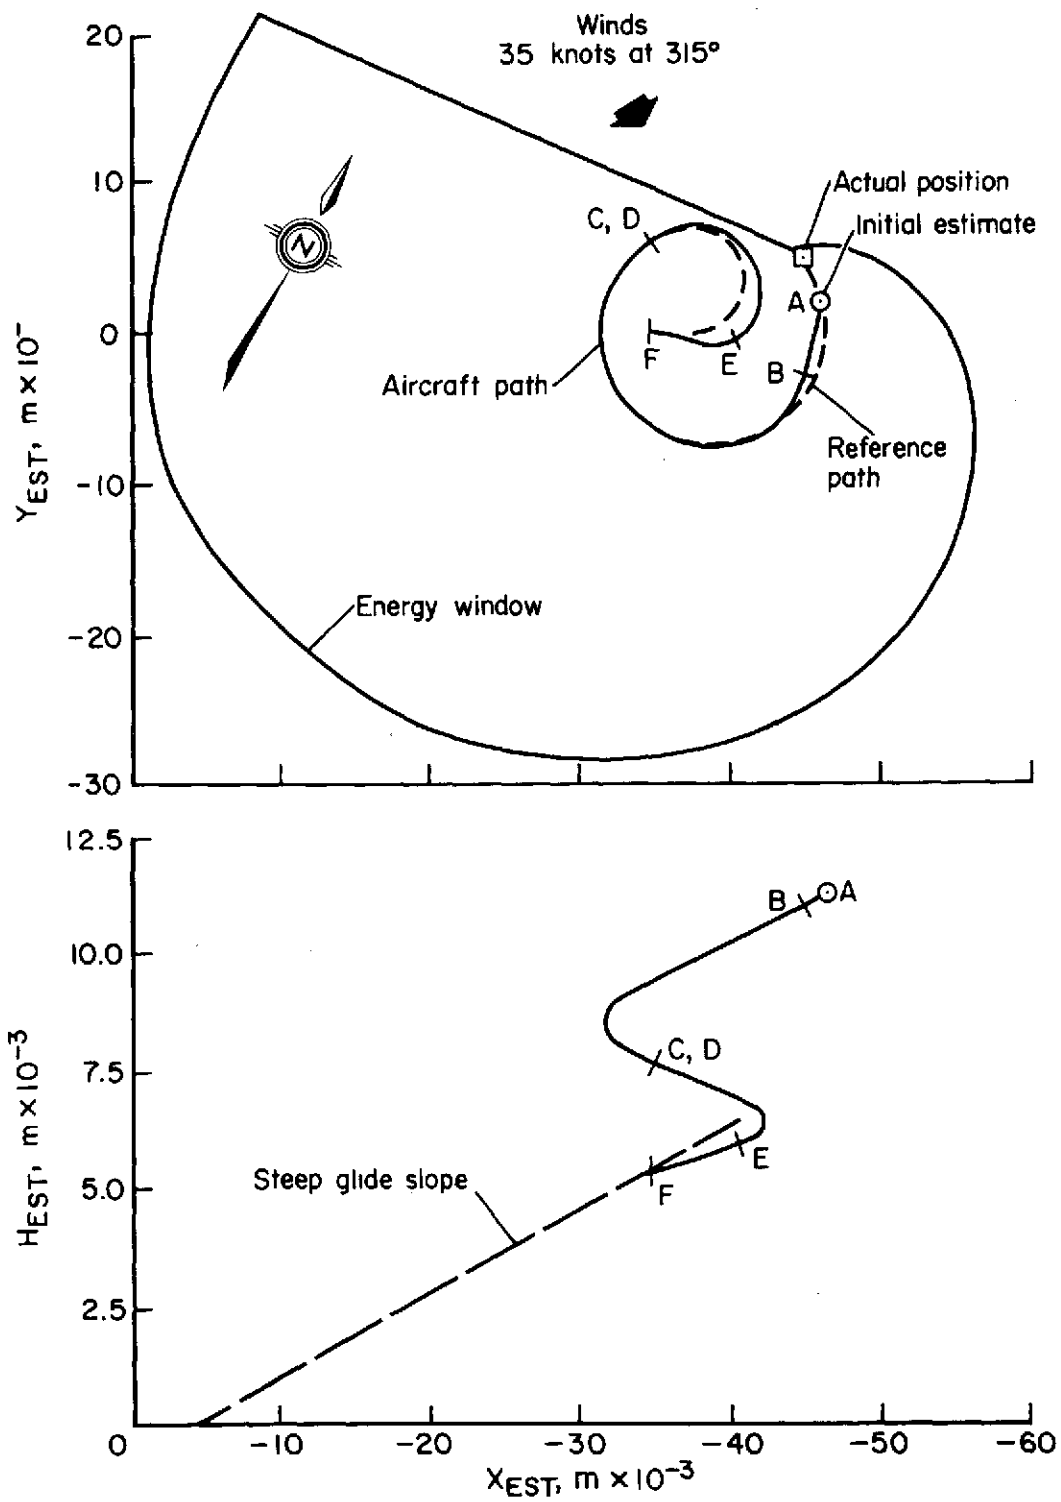 Winds
35 knots at 315°
20
10
0
-10
-20
-30
Y_EST, m × 10⁻
N
Actual position
Initial estimate
C, D
A
F
E
B
Aircraft path
Reference
path
Energy window
12.5
10.0
7.5
5.0
2.5
H_EST, m × 10⁻³
B
A
C, D
E
F
Steep glide slope
0
-10
-20
-30
-40
-50
-60
X_EST, m × 10⁻³